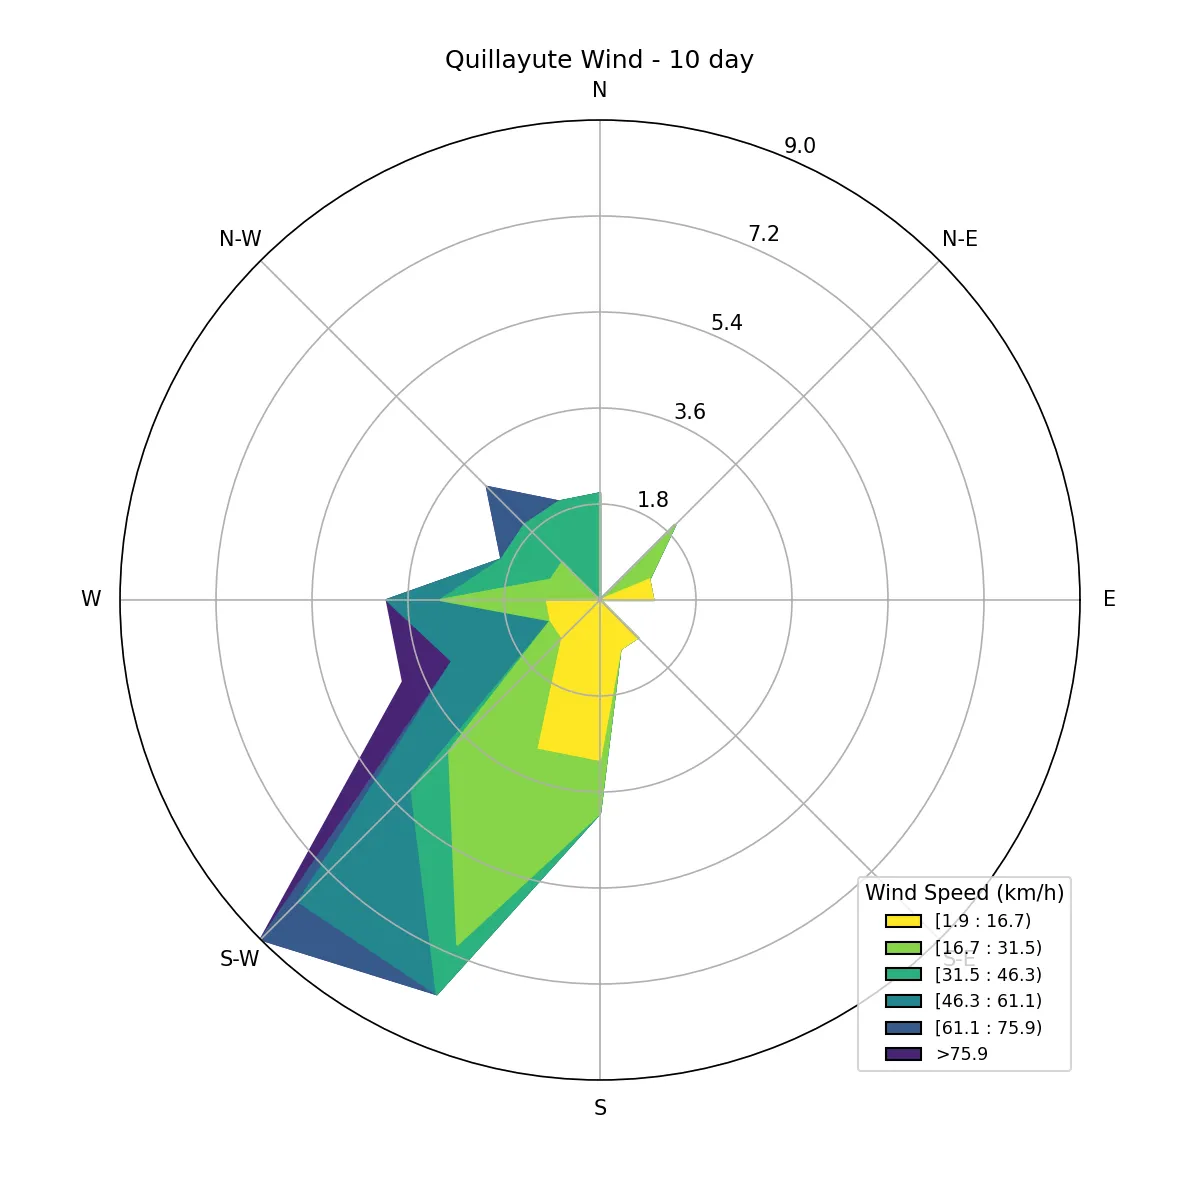 Quillayute Wind - 10 day
N
9.0
N-W
7.2
N-E
5.4
3.6
1.8
W
E
S-W
S-E
S
Wind Speed (km/h)
[1.9 : 16.7)
[16.7 : 31.5)
[31.5 : 46.3)
[46.3 : 61.1)
[61.1 : 75.9)
>75.9